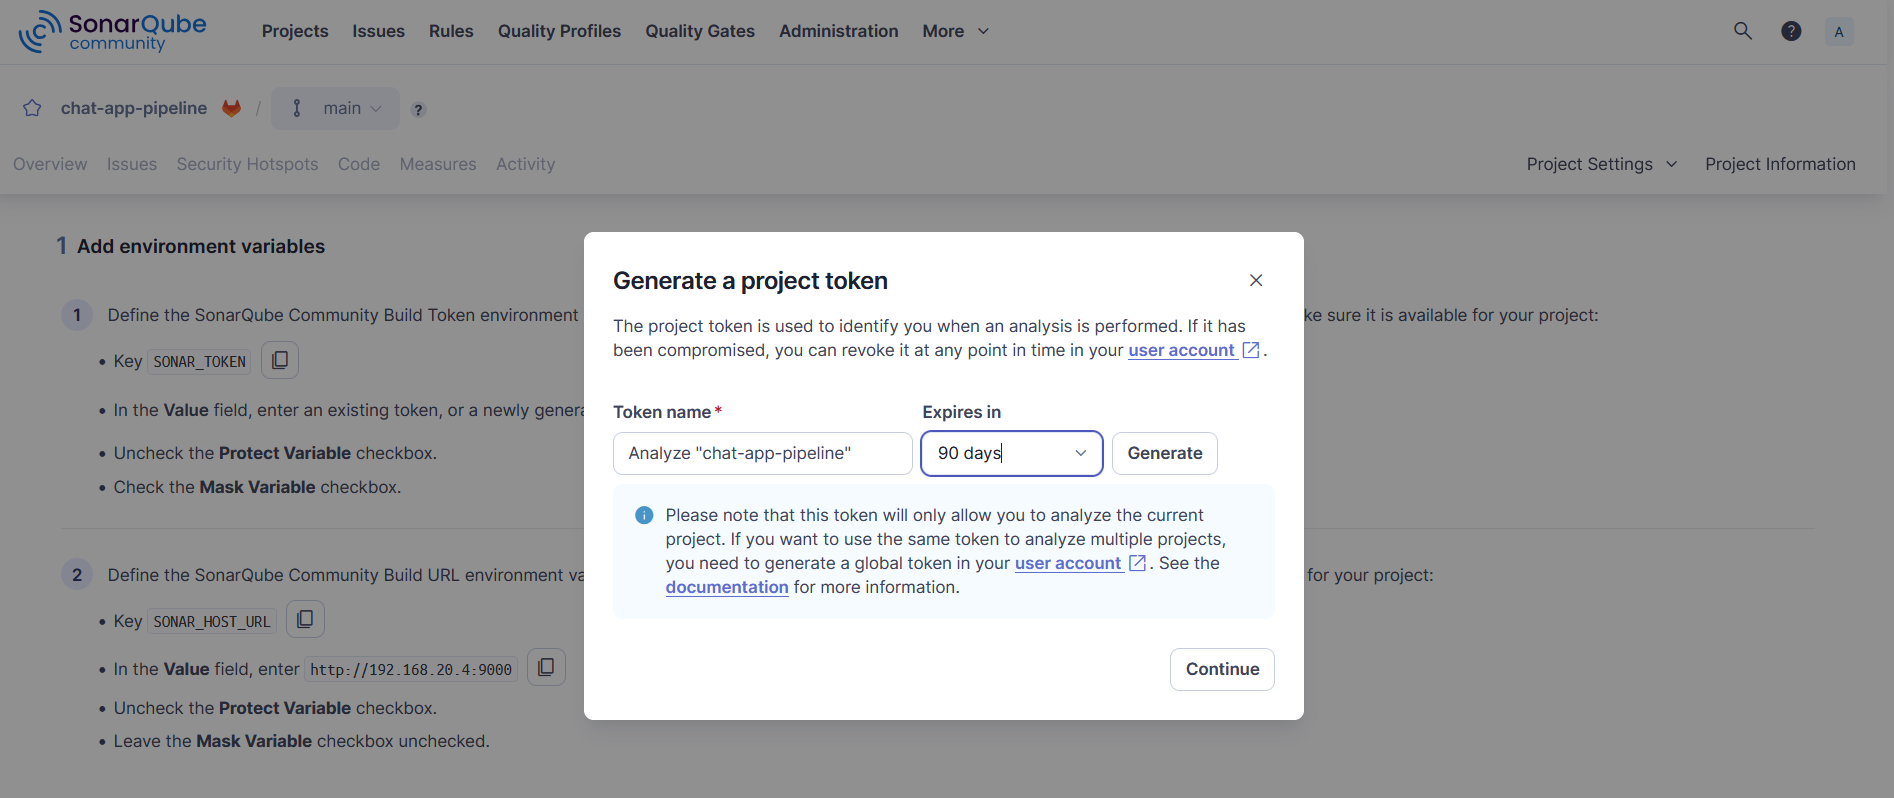 SonarQube
community
Projects Issues Rules Quality Profiles Quality Gates Administration More
? A
chat-app-pipeline / main ?
Overview Issues Security Hotspots Code Measures Activity Project Settings Project Information
1 Add environment variables
1 Define the SonarQube Community Build Token environment
ke sure it is available for your project:
• Key SONAR_TOKEN
• In the Value field, enter an existing token, or a newly genera
• Uncheck the Protect Variable checkbox.
• Check the Mask Variable checkbox.
2 Define the SonarQube Community Build URL environment va
for your project:
• Key SONAR_HOST_URL
• In the Value field, enter http://192.168.20.4:9000
• Uncheck the Protect Variable checkbox.
• Leave the Mask Variable checkbox unchecked.
Generate a project token
The project token is used to identify you when an analysis is performed. If it has
been compromised, you can revoke it at any point in time in your user account .
Token name* Expires in
Analyze "chat-app-pipeline" 90 days Generate
Please note that this token will only allow you to analyze the current
project. If you want to use the same token to analyze multiple projects,
you need to generate a global token in your user account . See the
documentation for more information.
Continue